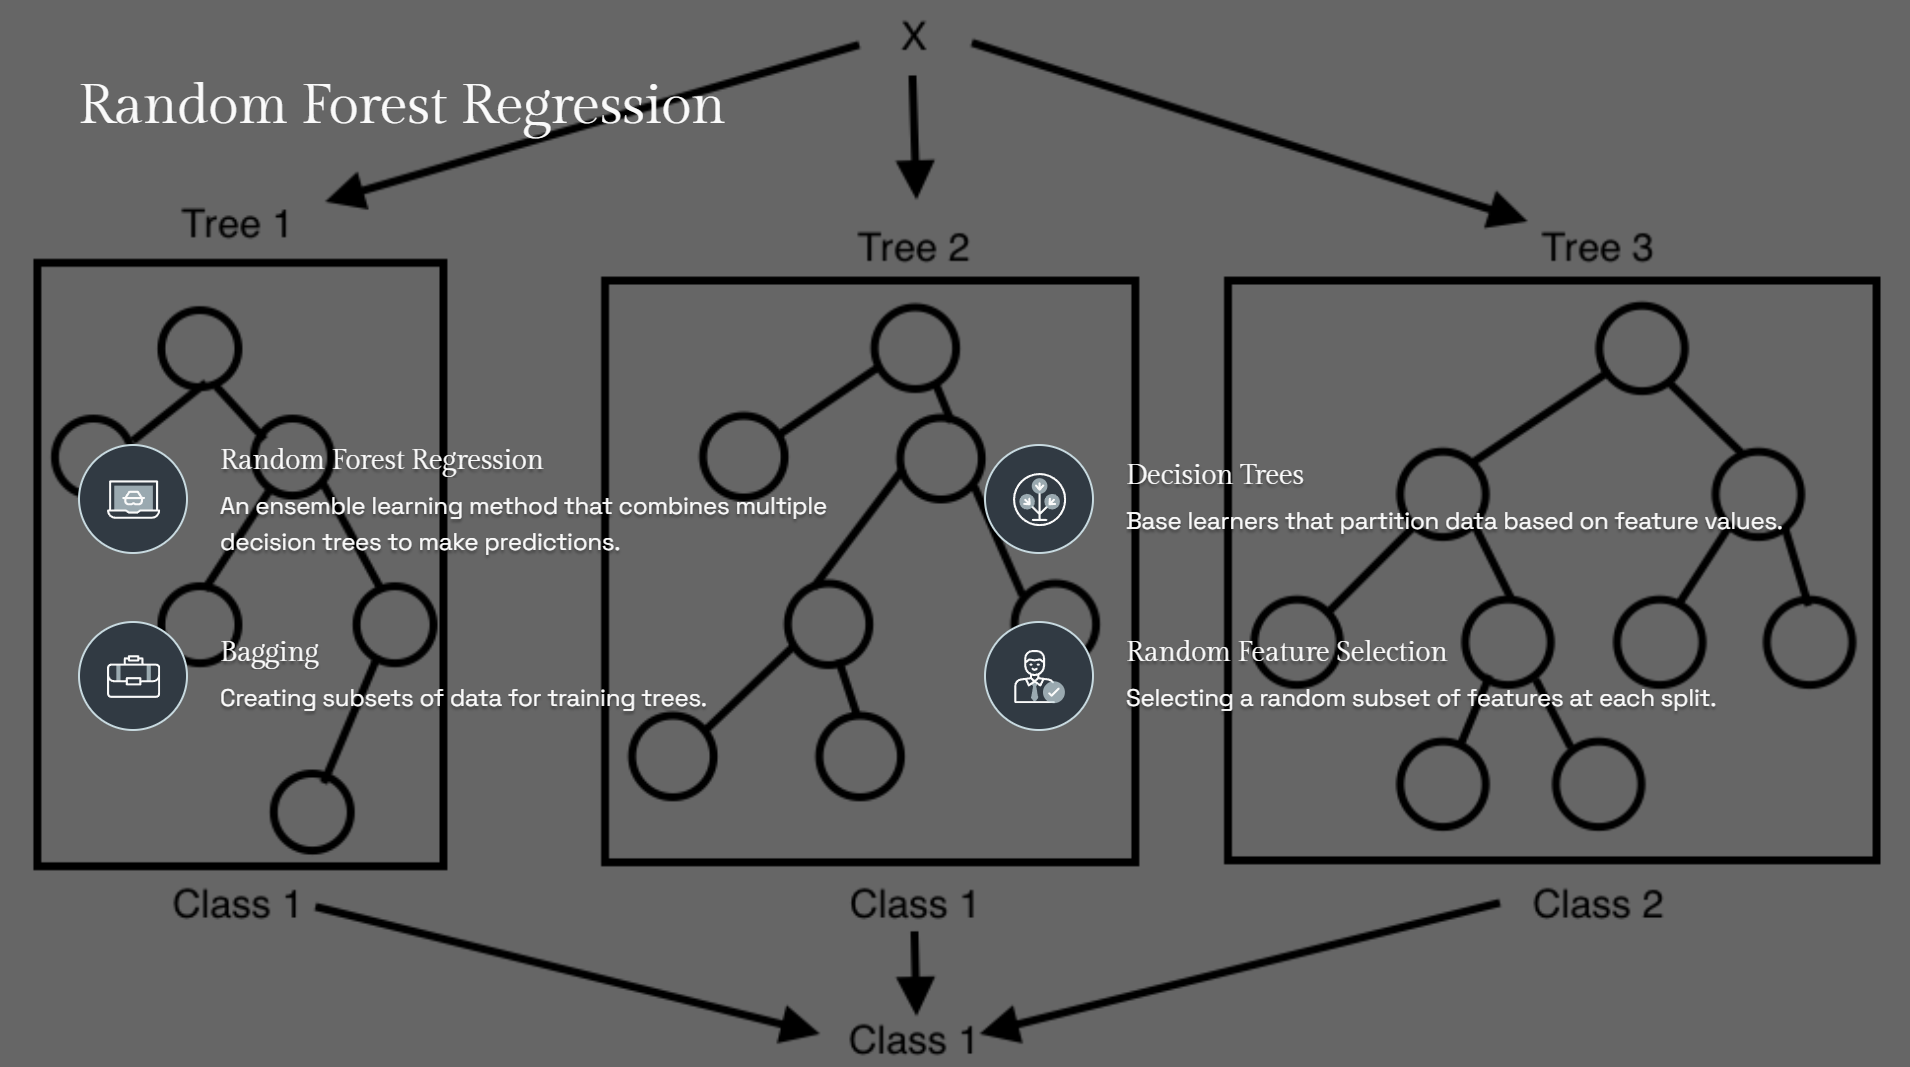 X
Random Forest Regression
Tree 1
Tree 2
Tree 3
Random Forest Regression
An ensemble learning method that combines multiple
decision trees to make predictions.
Decision Trees
Base learners that partition data based on feature values.
Bagging
Creating subsets of data for training trees.
Random Feature Selection
Selecting a random subset of features at each split.
Class 1
Class 1
Class 2
Class 1